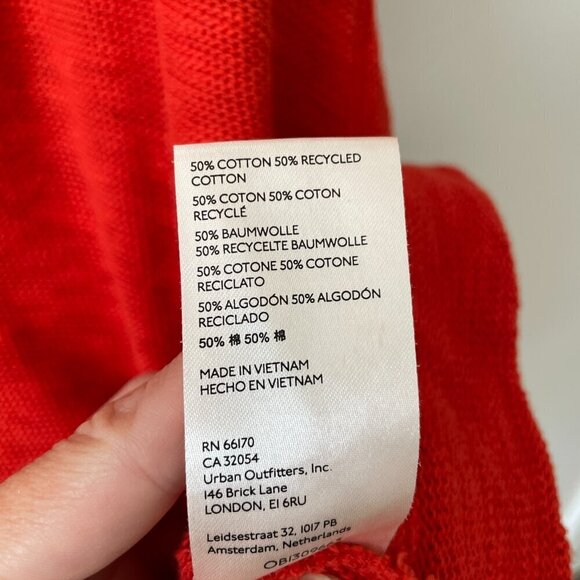 50% COTTON 50% RECYCLED
COTTON
50% COTON 50% COTON
RECYCLÉ
50% BAUMWOLLE
50% RECYCELTE BAUMWOLLE
50% COTONE 50% COTONE
RECICLATO
50% ALGODÓN 50% ALGODÓN
RECICLADO
50% 棉 50% 棉
MADE IN VIETNAM
HECHO EN VIETNAM
RN 66170
CA 32054
Urban Outfitters, Inc.
146 Brick Lane
LONDON, E1 6RU
Leidsestraat 32, 1017 PB
Amsterdam, Netherlands